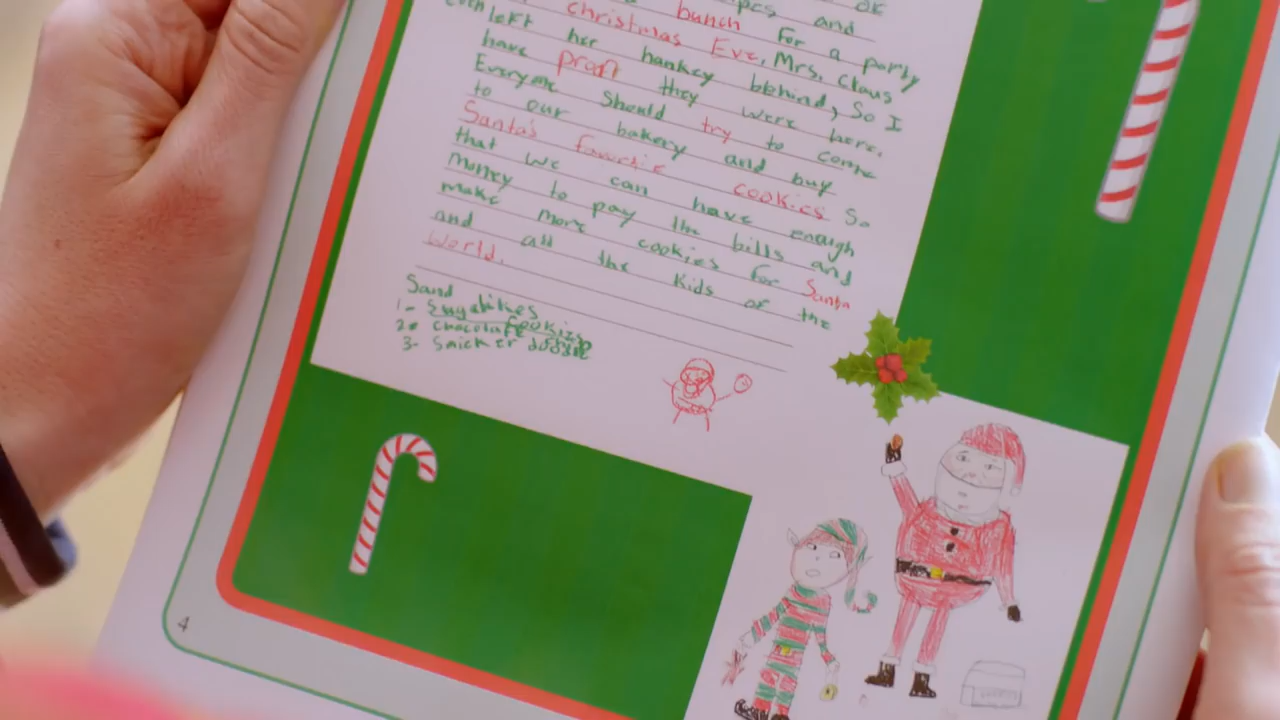 and
bunch for a party
Christmas Eve, Mrs. Claus
left her hankey behind, so I
have proof they were here.
Everyone should try to come
to our bakery and buy
Santa's favorite cookies so
that we can have enough
money to pay the bills and
make more cookies for Santa
and all the kids of the
World.
Sand
1-
2- chocolate cookies
3- Snicker doodle
4